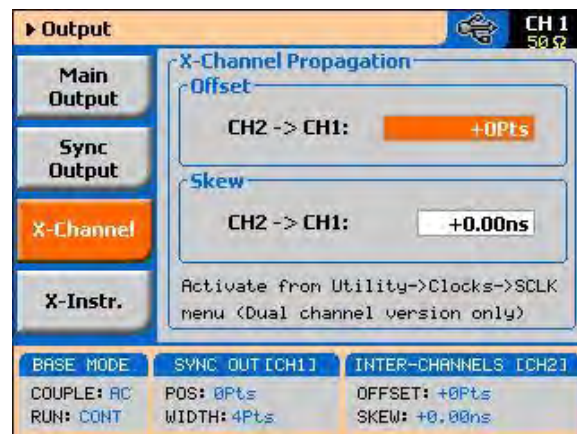 ▸ Output
CH 1
50 Ω
Main
Output
Sync
Output
X-Channel
X-Instr.
X-Channel Propagation
Offset
CH2 -> CH1: +0Pts
Skew
CH2 -> CH1: +0.00ns
Activate from Utility->Clocks->SCLK
menu (Dual channel version only)
BASE MODE
COUPLE: AC
RUN: CONT
SYNC OUT [CH1]
POS: 0Pts
WIDTH: 4Pts
INTER-CHANNELS [CH2]
OFFSET: +0Pts
SKEW: +0.00ns